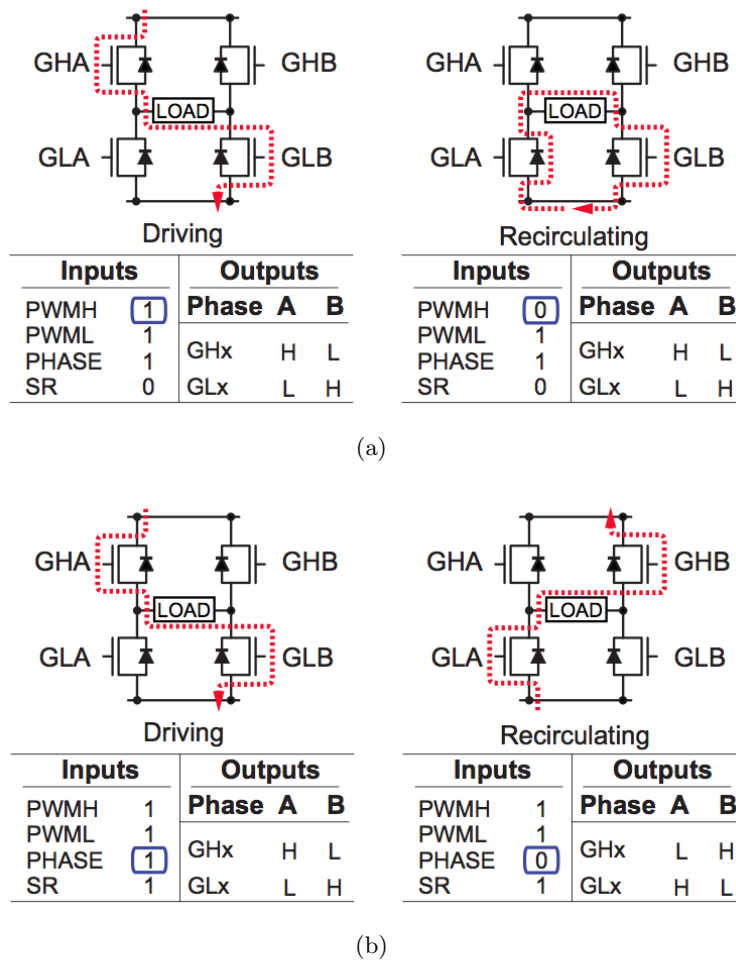 GHA GHB GHA GHB
LOAD LOAD
GLA GLB GLA GLB
Driving Recirculating
Inputs Outputs Inputs Outputs
PWMH 1 Phase A B PWMH 0 Phase A B
PWML 1 PWML 1
GHx H L GHx H L
PHASE 1 PHASE 1
SR 0 GLx L H SR 0 GLx L H
(a)
GHA GHB GHA GHB
LOAD LOAD
GLA GLB GLA GLB
Driving Recirculating
Inputs Outputs Inputs Outputs
PWMH 1 Phase A B PWMH 1 Phase A B
PWML 1 PWML 1
PHASE 1 GHx H L PHASE 0 GHx L H
SR 1 GLx L H SR 1 GLx H L
(b)